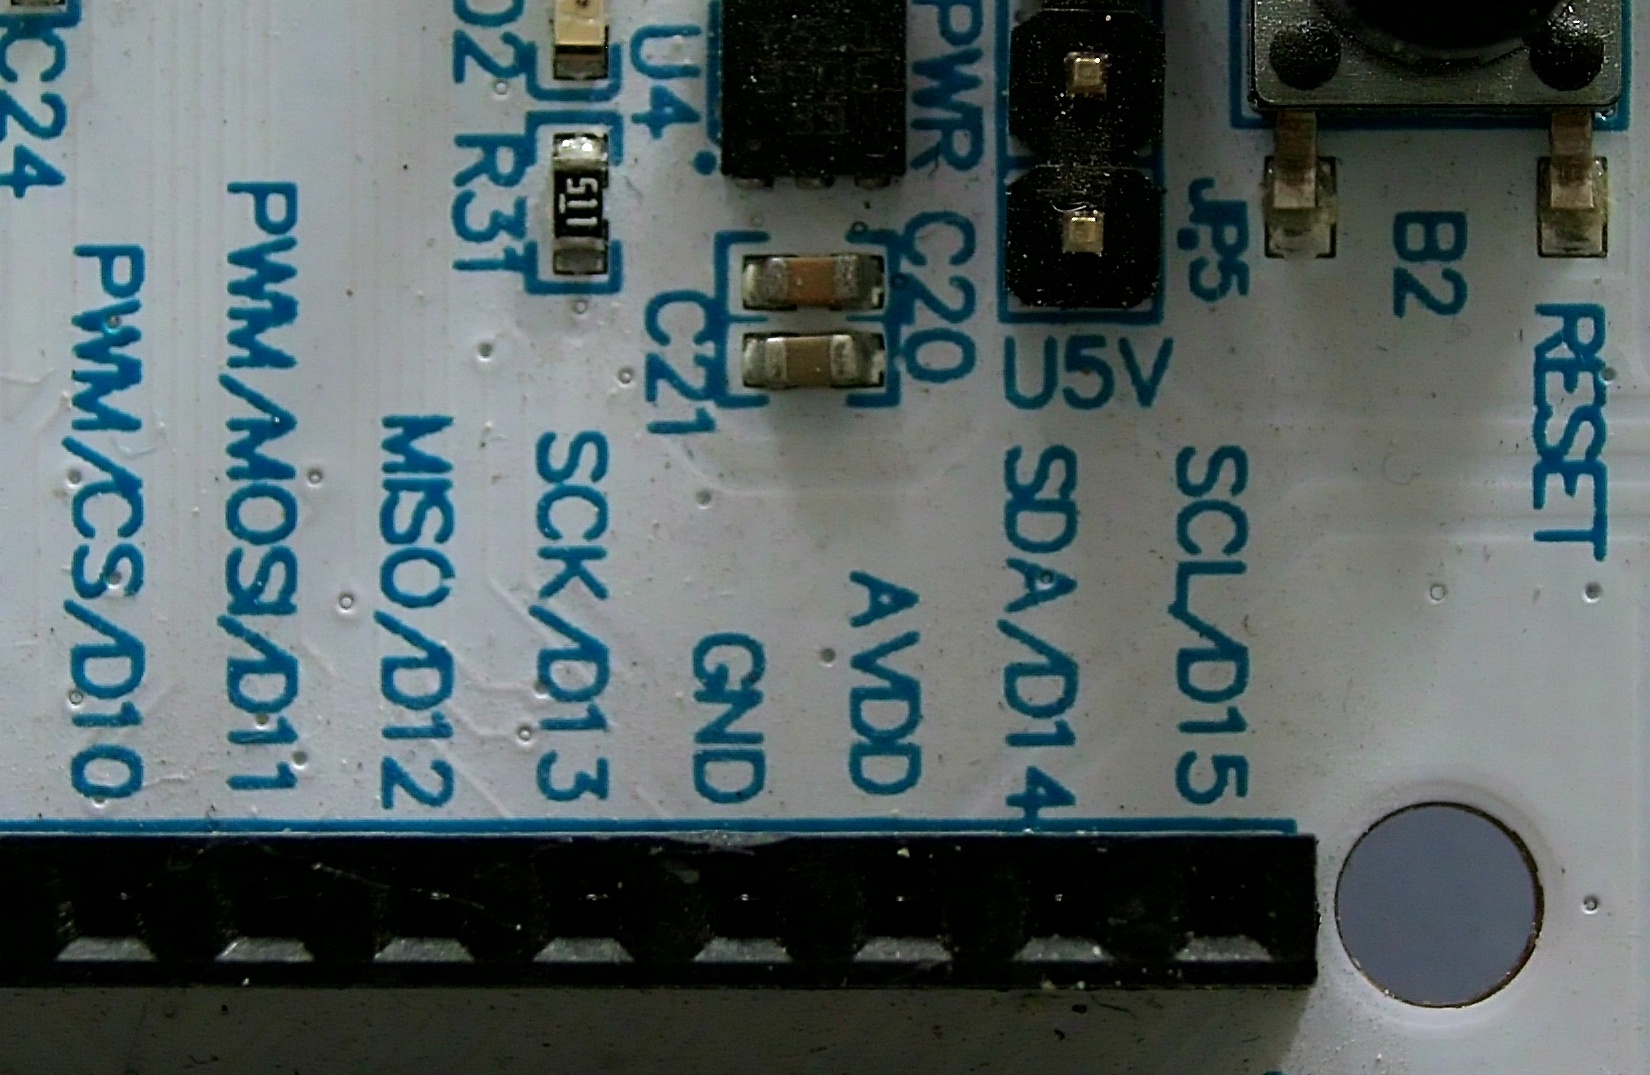 C24
D2
R31
511
U4
PWR
C20
C21
JP5
U5V
B2
RESET
PWM/CS/D10
PWM/MOSI/D11
MISO/D12
SCK/D13
GND
AVDD
SDA/D14
SCL/D15